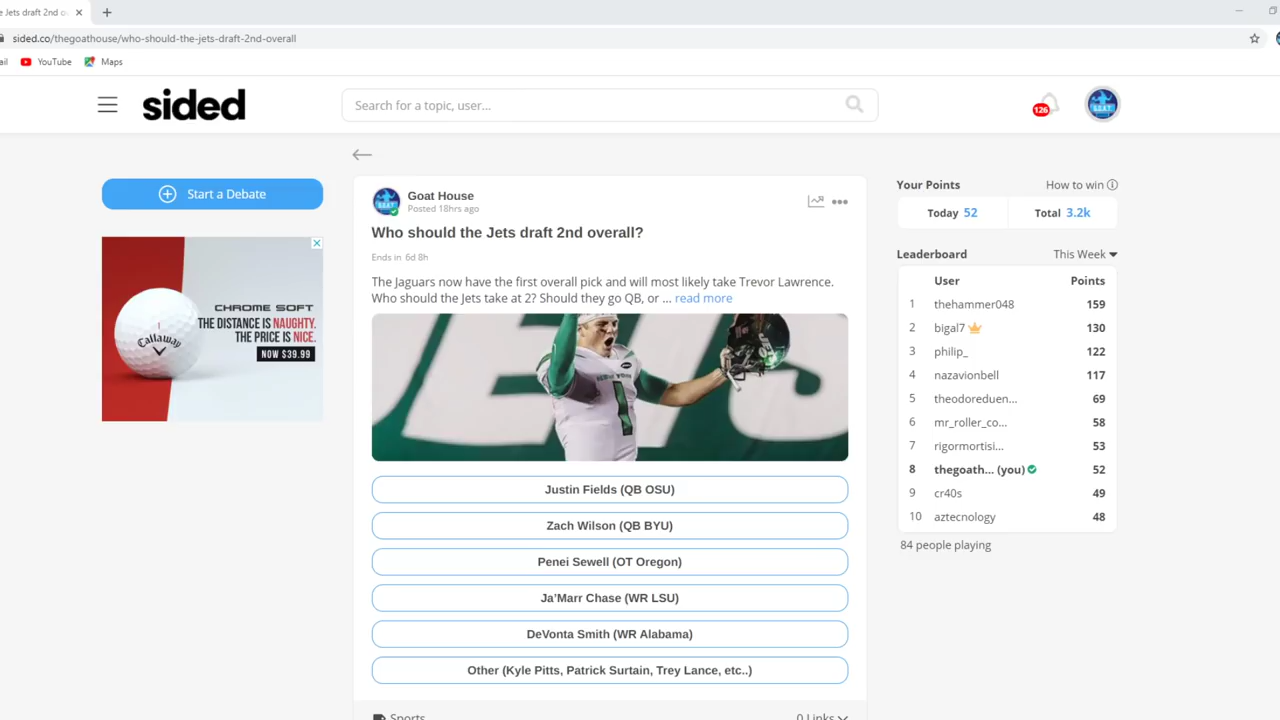 e Jets draft 2nd o
sided.co/thegoathouse/who-should-the-jets-draft-2nd-overall
ail YouTube Maps
sided
Search for a topic, user...
126
GOAT
Start a Debate
CHROME SOFT
THE DISTANCE IS NAUGHTY.
THE PRICE IS NICE.
NOW $39.99
Callaway
Goat House
Posted 18hrs ago
Who should the Jets draft 2nd overall?
Ends in 6d 8h
The Jaguars now have the first overall pick and will most likely take Trevor Lawrence.
Who should the Jets take at 2? Should they go QB, or ... read more
NEW YORK
1
Justin Fields (QB OSU)
Zach Wilson (QB BYU)
Penei Sewell (OT Oregon)
Ja’Marr Chase (WR LSU)
DeVonta Smith (WR Alabama)
Other (Kyle Pitts, Patrick Surtain, Trey Lance, etc..)
Sports 0 Links
Your Points How to win
Today 52 Total 3.2k
Leaderboard This Week
User Points
1 thehammer048 159
2 bigal7 130
3 philip_ 122
4 nazavionbell 117
5 theodoreduen... 69
6 mr_roller_co... 58
7 rigormortisi... 53
8 thegoath... (you) 52
9 cr40s 49
10 aztecnology 48
84 people playing